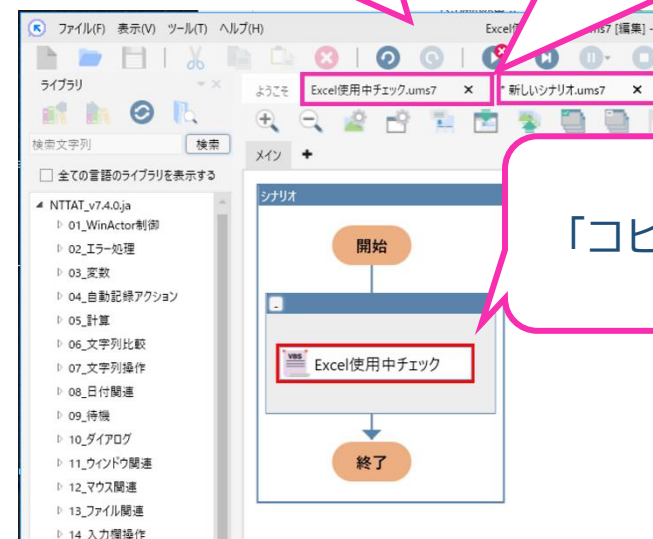 ファイル(F) 表示(V) ツール(T) ヘルプ(H)
ms7 [編集] -
ライブラリ
ようこそ Excel使用中チェック.ums7 × * 新しいシナリオ.ums7 ×
検索文字列 検索
メイン +
全ての言語のライブラリを表示する
シナリオ
NTTAT_v7.4.0.ja
01_WinActor制御
開始
「コピ
02_エラー処理
03_変数
04_自動記録アクション
05_計算
06_文字列比較
VBS Excel使用中チェック
07_文字列操作
08_日付関連
09_待機
10_ダイアログ
11_ウィンドウ関連
終了
12_マウス関連
13_ファイル関連
14_入力欄操作